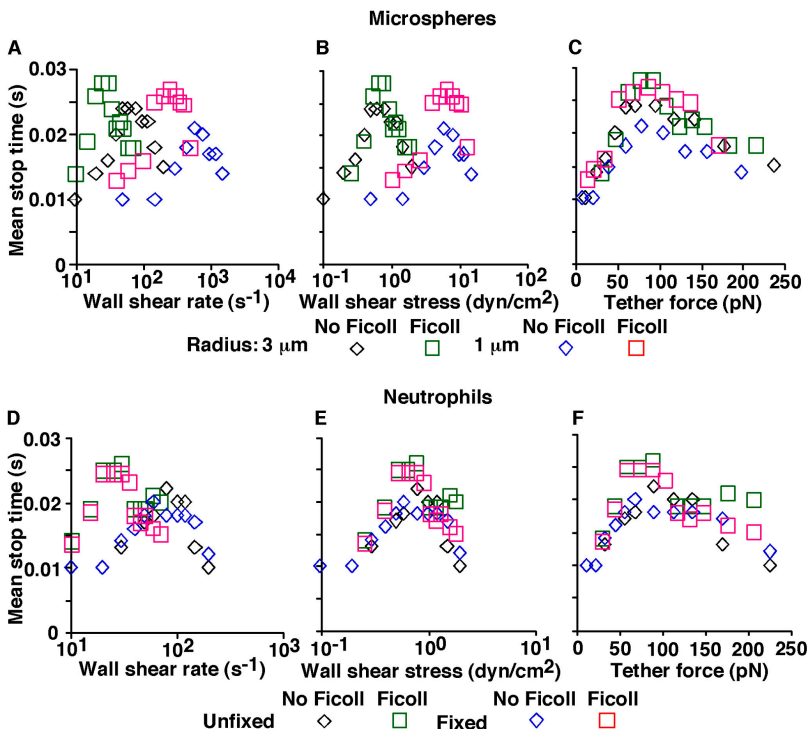 Microspheres
A B C
Mean stop time (s)
0.03
0.02
0.01
0
10¹ 10² 10³ 10⁴
Wall shear rate (s⁻¹)
10⁻¹ 10⁰ 10¹ 10²
Wall shear stress (dyn/cm²)
0 50 100 150 200 250
Tether force (pN)
No Ficoll Ficoll No Ficoll Ficoll
Radius: 3 μm 1 μm
Neutrophils
D E F
Mean stop time (s)
0.03
0.02
0.01
0
10¹ 10² 10³
Wall shear rate (s⁻¹)
10⁻¹ 10⁰ 10¹
Wall shear stress (dyn/cm²)
0 50 100 150 200 250
Tether force (pN)
No Ficoll Ficoll No Ficoll Ficoll
Unfixed Fixed